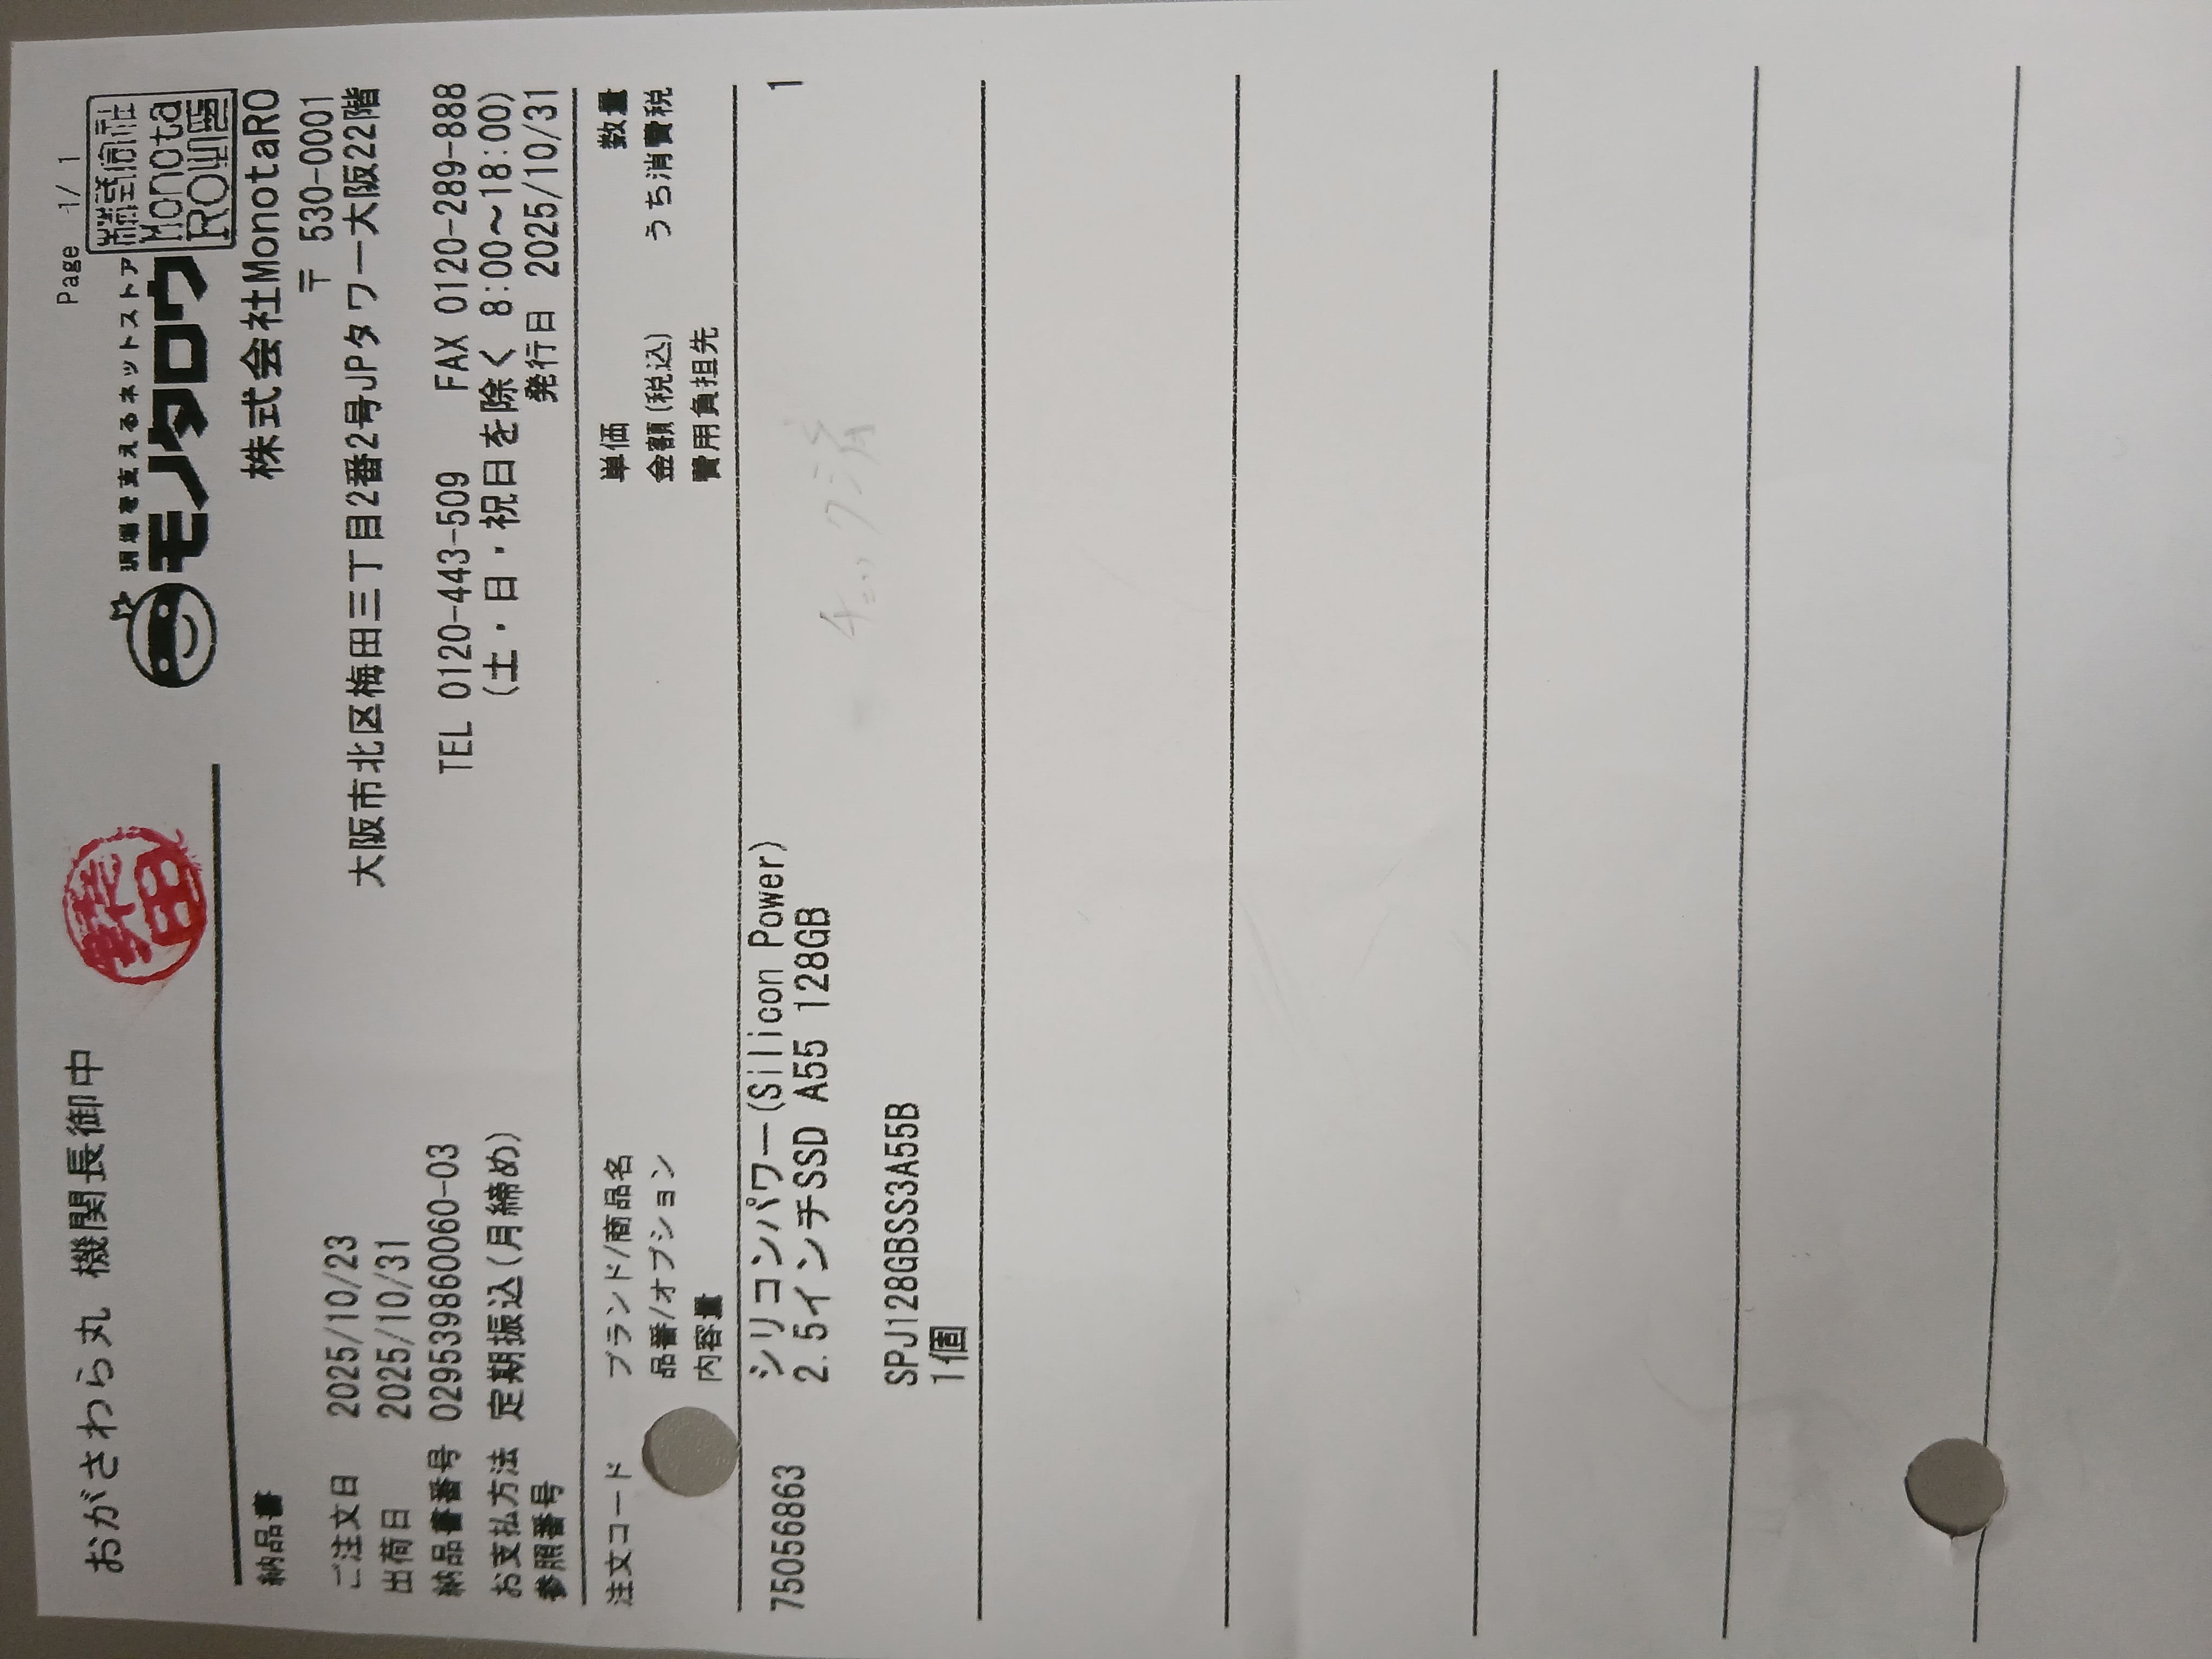 Page 1/ 1
おがさわら丸 機関長御中
現場を支えるネットストア
モノタロウ
株式会社MonotaRO
納品書
〒 530-0001
大阪市北区梅田三丁目2番2号JPタワー大阪22階
ご注文日 2025/10/23
出荷日 2025/10/31
納品書番号 0295398600​60-03
TEL 0120-443-509 FAX 0120-289-888
お支払方法 定期振込(月締め)
(土・日・祝日を除く 8:00～18:00)
参照番号
発行日 2025/10/31
注文コード ブランド/商品名 単価 数量
品番/オプション 金額(税込) うち消費税
内容量 費用負担先
75056863 シリコンパワー(Silicon Power) 1
2.5インチSSD A55 128GB
チェック済
SPJ128GBSS3A55B
1個